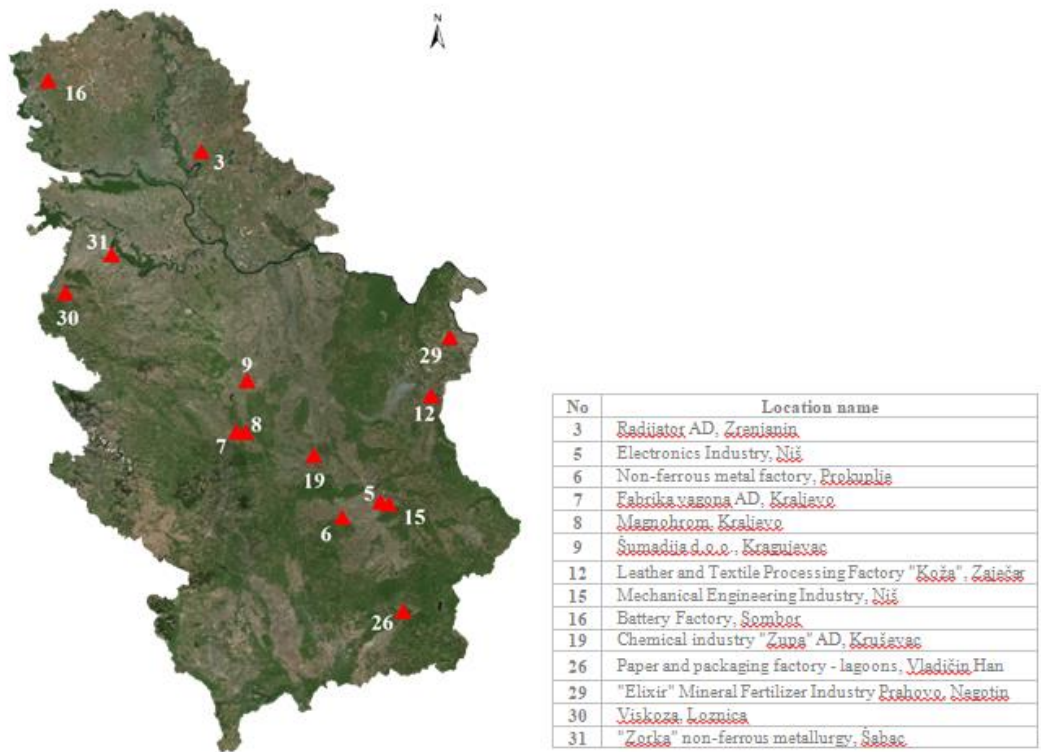 N
16
3
31
30
29
9
12
7 8
19
5
15
6
26
No Location name
3 Radijator AD, Zrenjanin
5 Electronics Industry, Niš
6 Non-ferrous metal factory, Prokuplje
7 Fabrika vagona AD, Kraljevo
8 Magnohrom, Kraljevo
9 Šumadija d.o.o., Kragujevac
12 Leather and Textile Processing Factory "Koža", Zaječar
15 Mechanical Engineering Industry, Niš
16 Battery Factory, Sombor
19 Chemical industry "Zupa" AD, Kruševac
26 Paper and packaging factory - lagoons, Vladičin Han
29 "Elixir" Mineral Fertilizer Industry Prahovo, Negotin
30 Viskoza, Loznica
31 "Zorka" non-ferrous metallurgy, Šabac